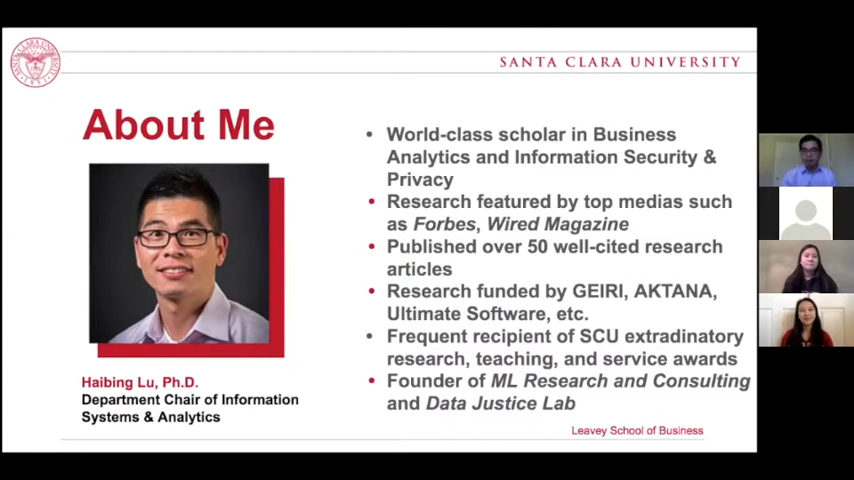 SANTA CLARA UNIVERSITY
About Me
Haibing Lu, Ph.D.
Department Chair of Information
Systems & Analytics
• World-class scholar in Business
Analytics and Information Security &
Privacy
• Research featured by top medias such
as Forbes, Wired Magazine
• Published over 50 well-cited research
articles
• Research funded by GEIRI, AKTANA,
Ultimate Software, etc.
• Frequent recipient of SCU extradinatory
research, teaching, and service awards
• Founder of ML Research and Consulting
and Data Justice Lab
Leavey School of Business